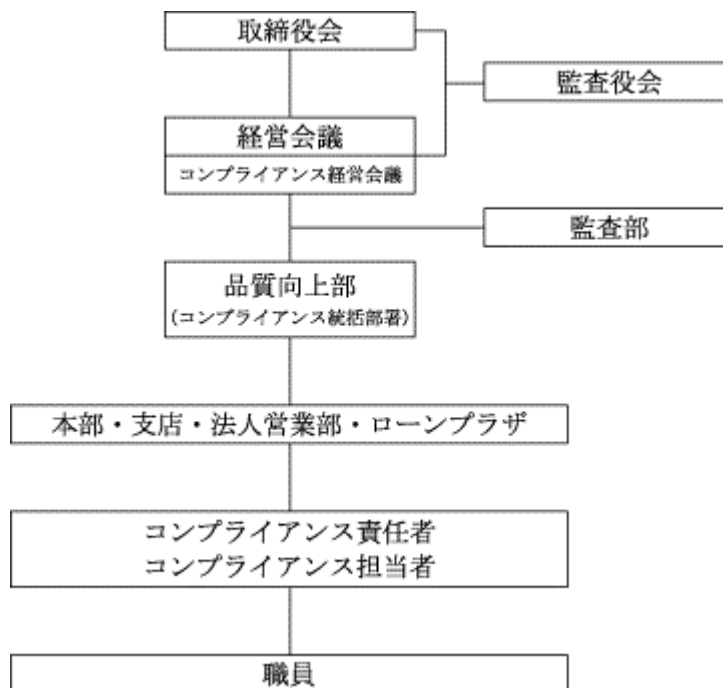 取締役会
監査役会
経営会議
コンプライアンス経営会議
監査部
品質向上部
(コンプライアンス統括部署)
本部・支店・法人営業部・ローンプラザ
コンプライアンス責任者
コンプライアンス担当者
職員